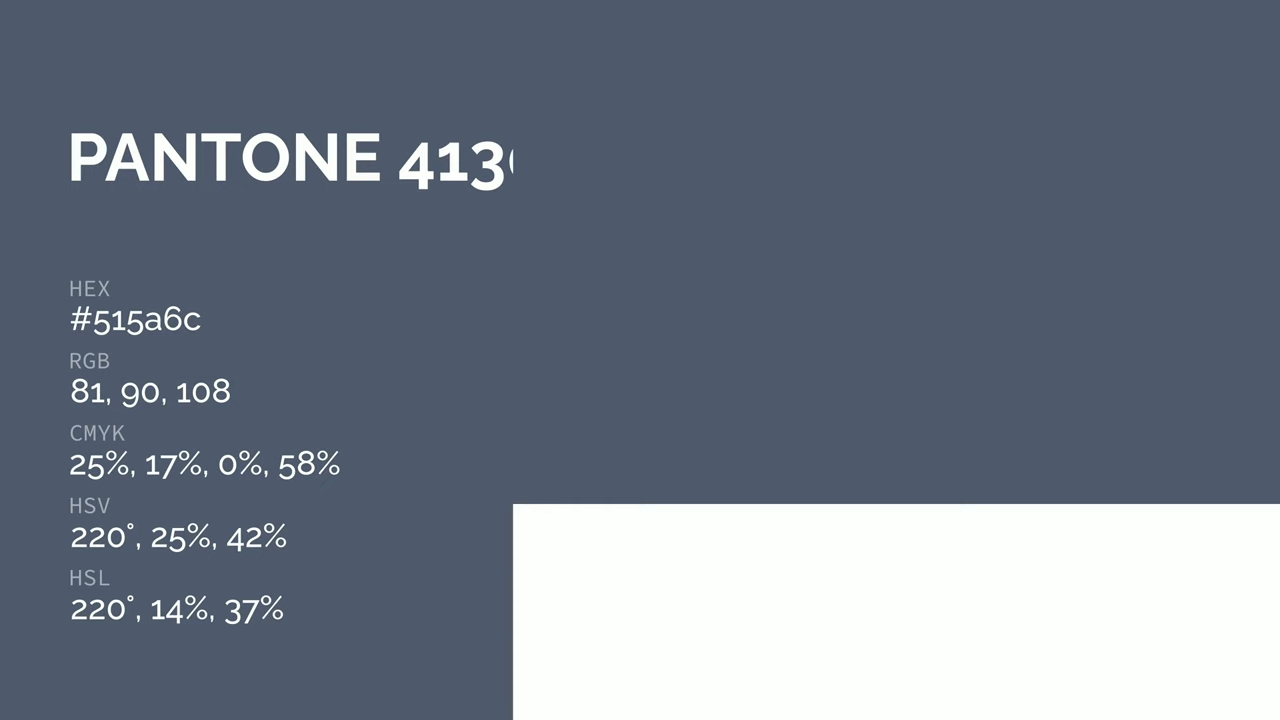 PANTONE 413
HEX
#515a6c
RGB
81, 90, 108
CMYK
25%, 17%, 0%, 58%
HSV
220°, 25%, 42%
HSL
220°, 14%, 37%